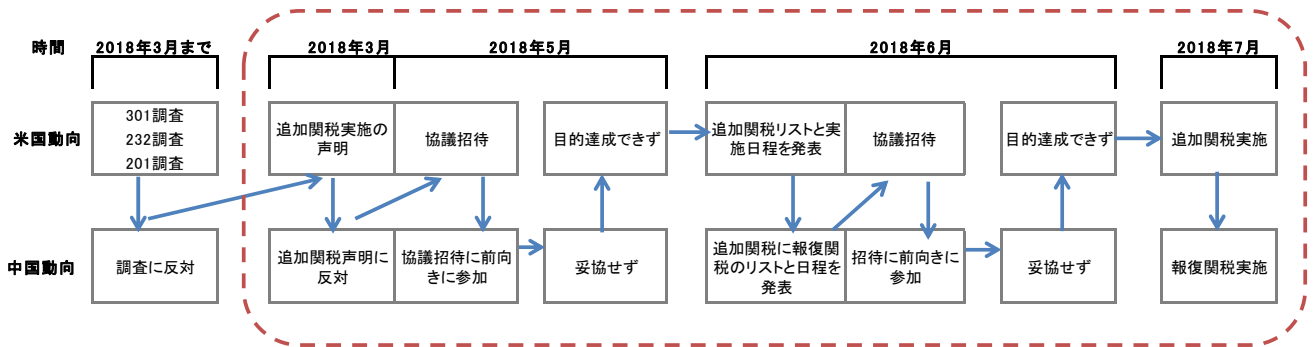 時間
2018年3月まで
2018年3月
2018年5月
2018年6月
2018年7月
米国動向
301調査
232調査
201調査
追加関税実施の
声明
協議招待
目的達成できず
追加関税リストと実
施日程を発表
協議招待
目的達成できず
追加関税実施
中国動向
調査に反対
追加関税声明に
反対
協議招待に前向
きに参加
妥協せず
追加関税に報復関
税のリストと日程を
発表
招待に前向きに
参加
妥協せず
報復関税実施